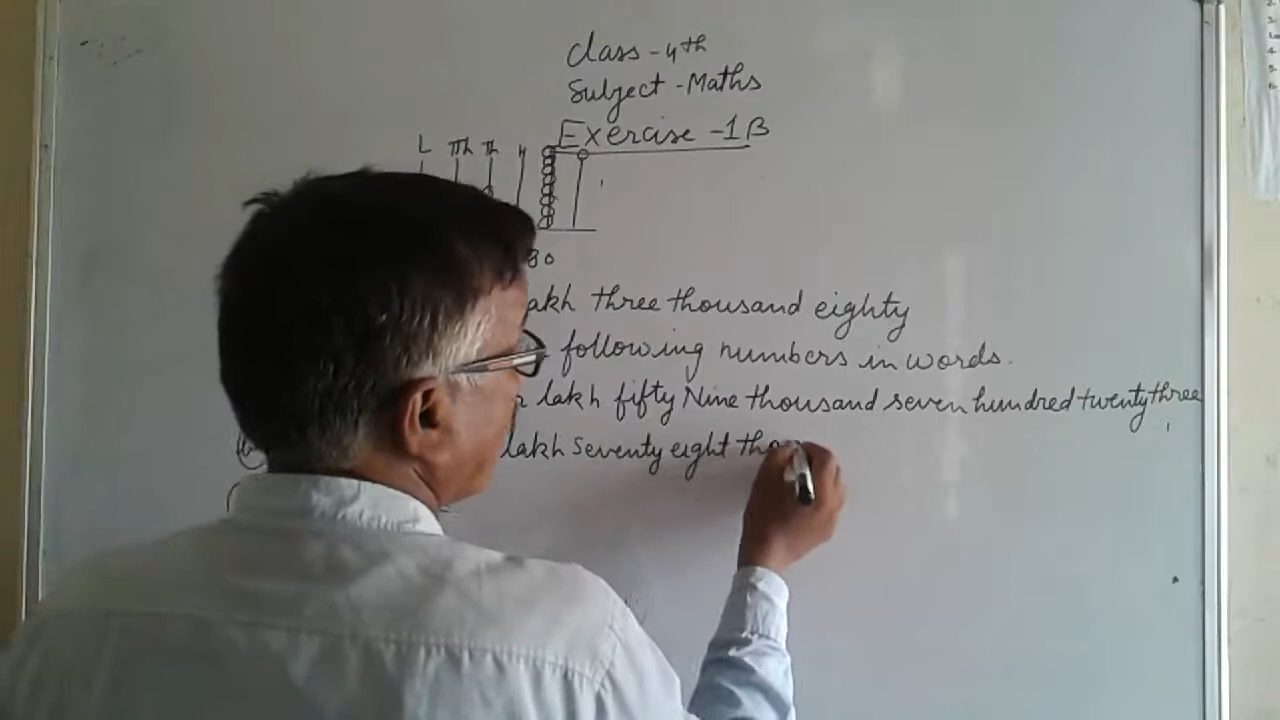 Class - 4th
Subject - Maths
Exercise - 1B
L TTh Th H
80
lakh three thousand eighty
following numbers in words.
lakh fifty Nine thousand seven hundred twenty three
lakh seventy eight tho